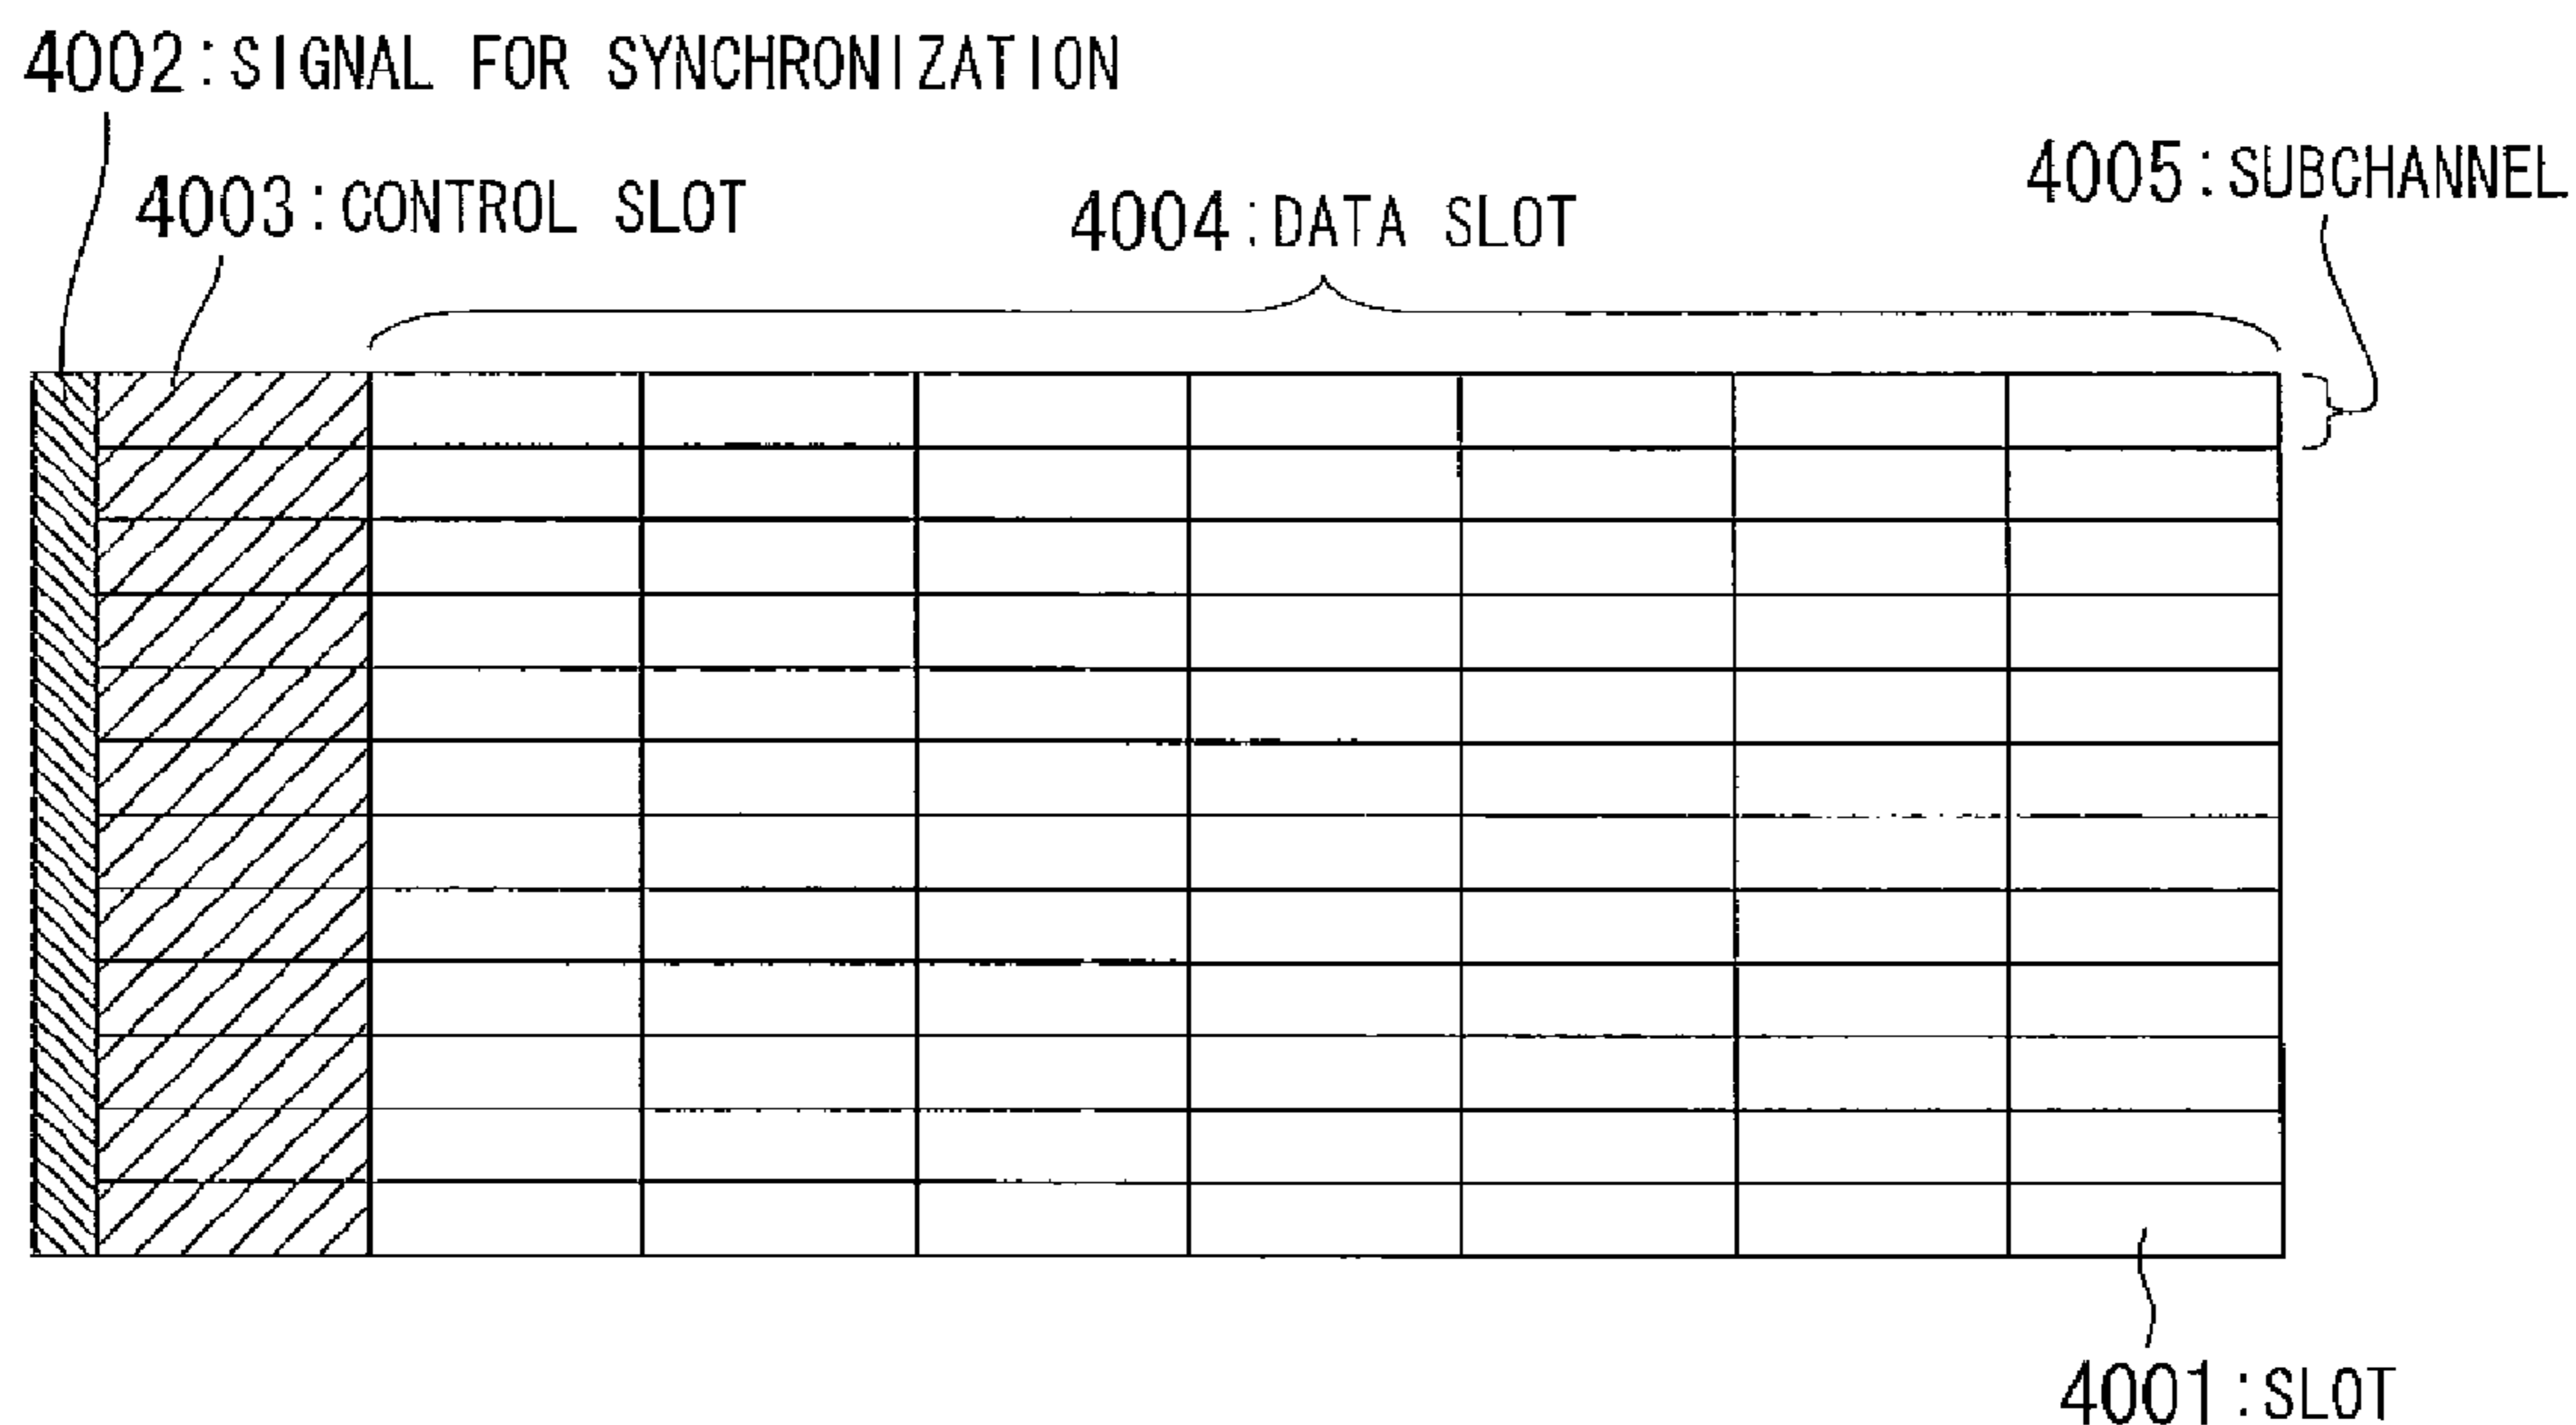 4002:SIGNAL FOR SYNCHRONIZATION
4003:CONTROL SLOT
4004:DATA SLOT
4005:SUBCHANNEL
4001:SLOT